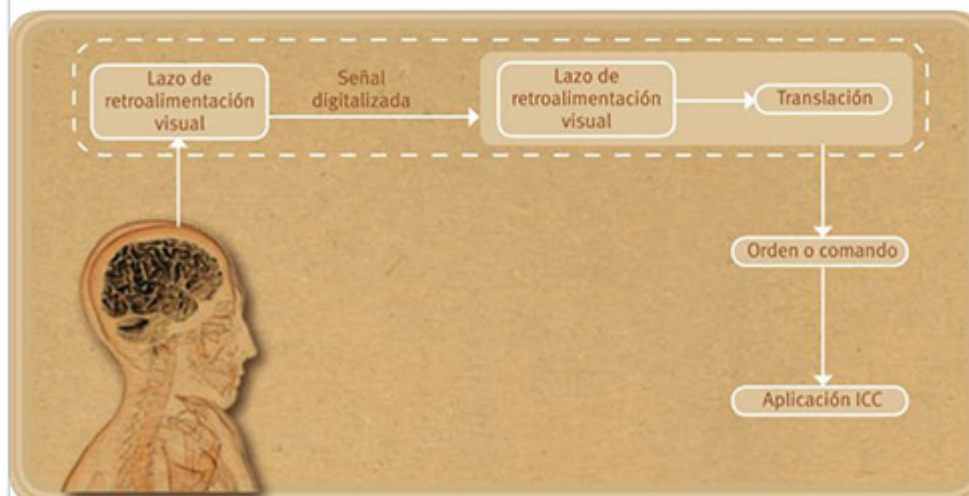 Lazo de
retroalimentación
visual
Señal
digitalizada
Lazo de
retroalimentación
visual
Translación
Orden o comando
Aplicación ICC